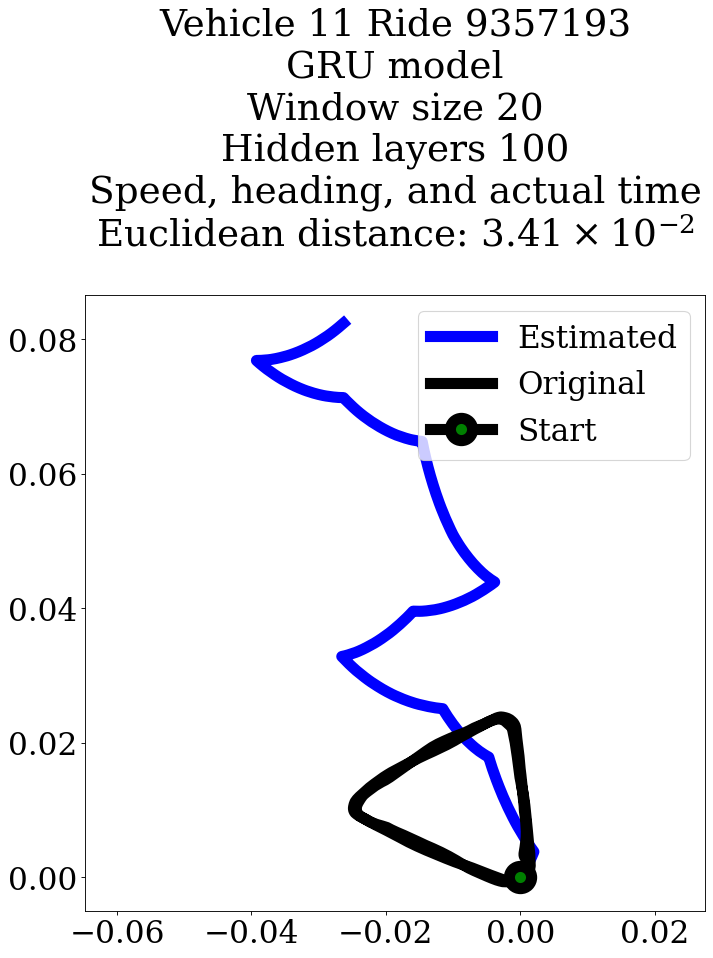 Vehicle 11 Ride 9357193
GRU model
Window size 20
Hidden layers 100
Speed, heading, and actual time
Euclidean distance: 3.41 × 10⁻²
Estimated
Original
Start
0.08
0.06
0.04
0.02
0.00
−0.06 −0.04 −0.02 0.00 0.02